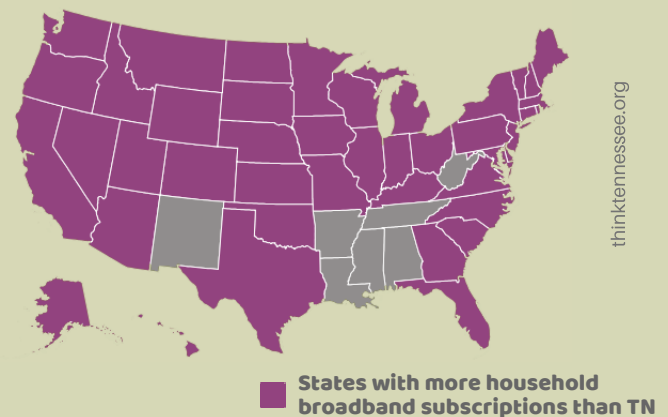 thinktennessee.org
States with more household
broadband subscriptions than TN